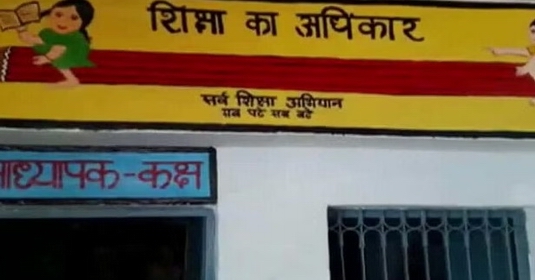 शिक्षा का अधिकार
सर्व शिक्षा अभियान
सब पढे सब बढे
ाध्यापक-कक्ष